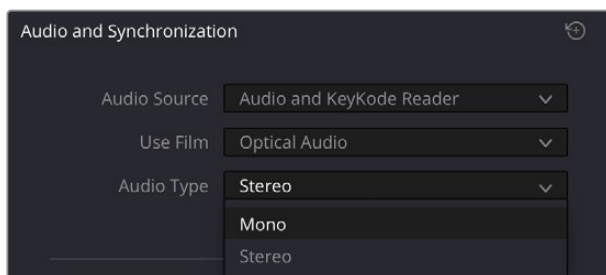 Audio and Synchronization
Audio Source Audio and KeyKode Reader
Use Film Optical Audio
Audio Type Stereo
Mono
Stereo